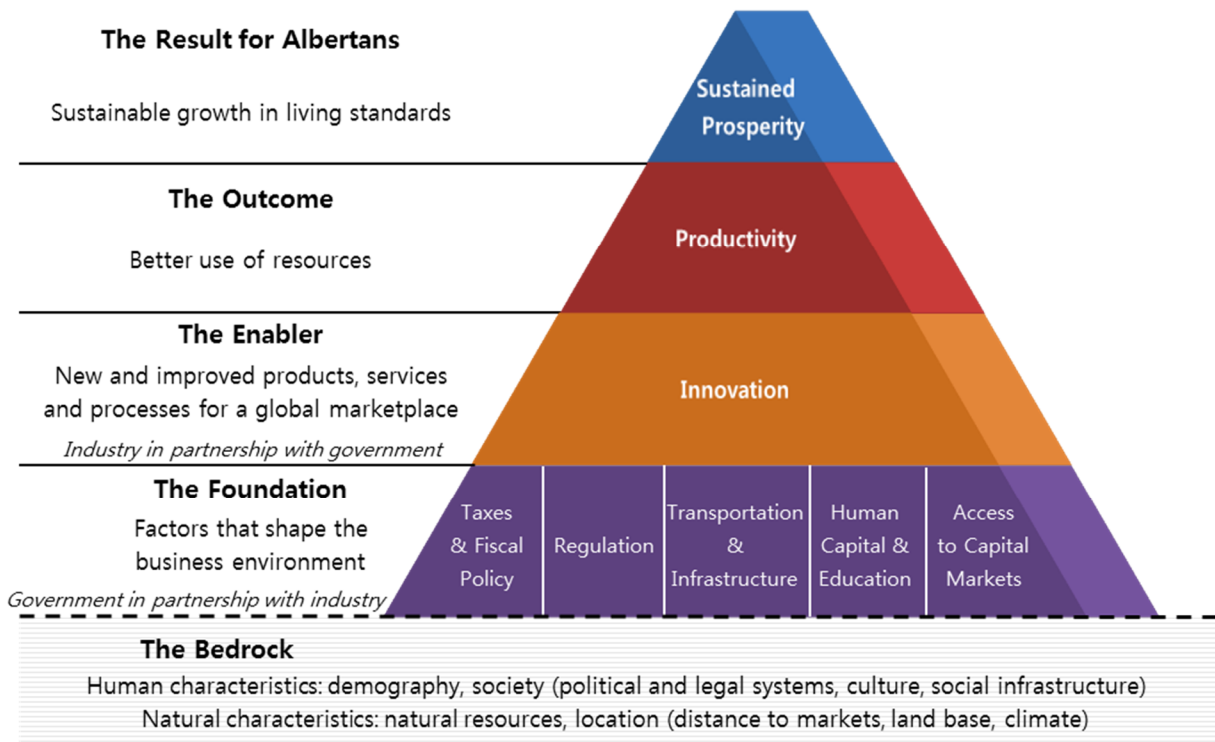 The Result for Albertans
Sustainable growth in living standards
Sustained
Prosperity
The Outcome
Better use of resources
Productivity
The Enabler
New and improved products, services
and processes for a global marketplace
Industry in partnership with government
Innovation
The Foundation
Factors that shape the
business environment
Government in partnership with industry
Taxes
& Fiscal
Policy
Regulation
Transportation
&
Infrastructure
Human
Capital &
Education
Access
to Capital
Markets
The Bedrock
Human characteristics: demography, society (political and legal systems, culture, social infrastructure)
Natural characteristics: natural resources, location (distance to markets, land base, climate)